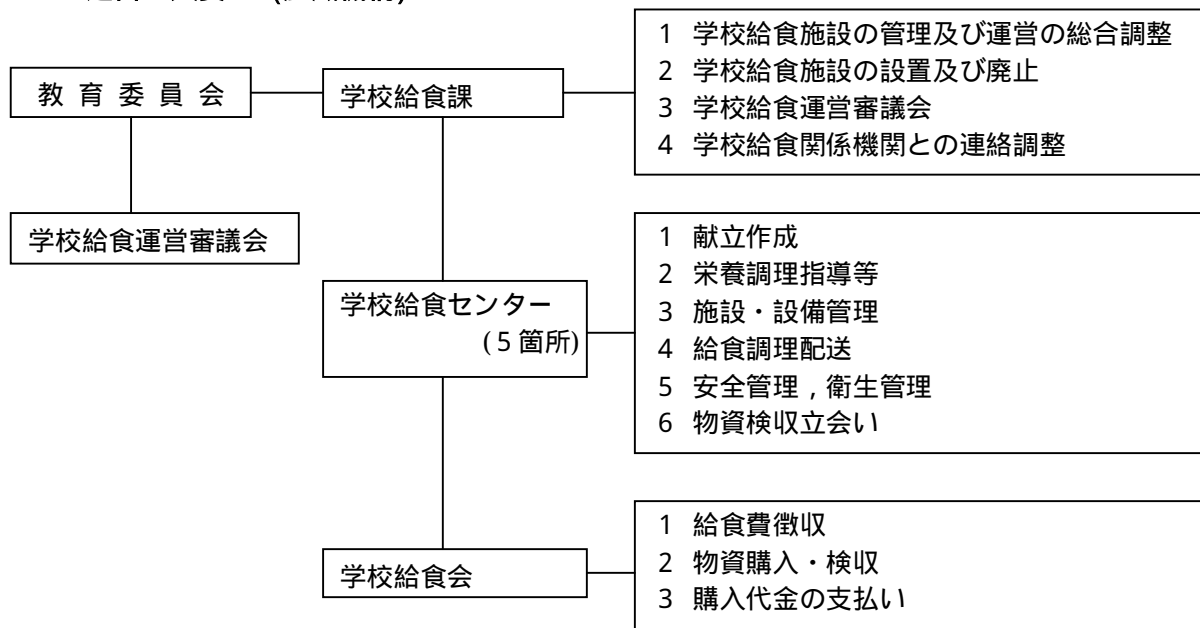 教 育 委 員 会
学校給食課
1 学校給食施設の管理及び運営の総合調整
2 学校給食施設の設置及び廃止
3 学校給食運営審議会
4 学校給食関係機関との連絡調整
学校給食運営審議会
学校給食センター
(5箇所)
1 献立作成
2 栄養調理指導等
3 施設・設備管理
4 給食調理配送
5 安全管理，衛生管理
6 物資検収立会い
学校給食会
1 給食費徴収
2 物資購入・検収
3 購入代金の支払い